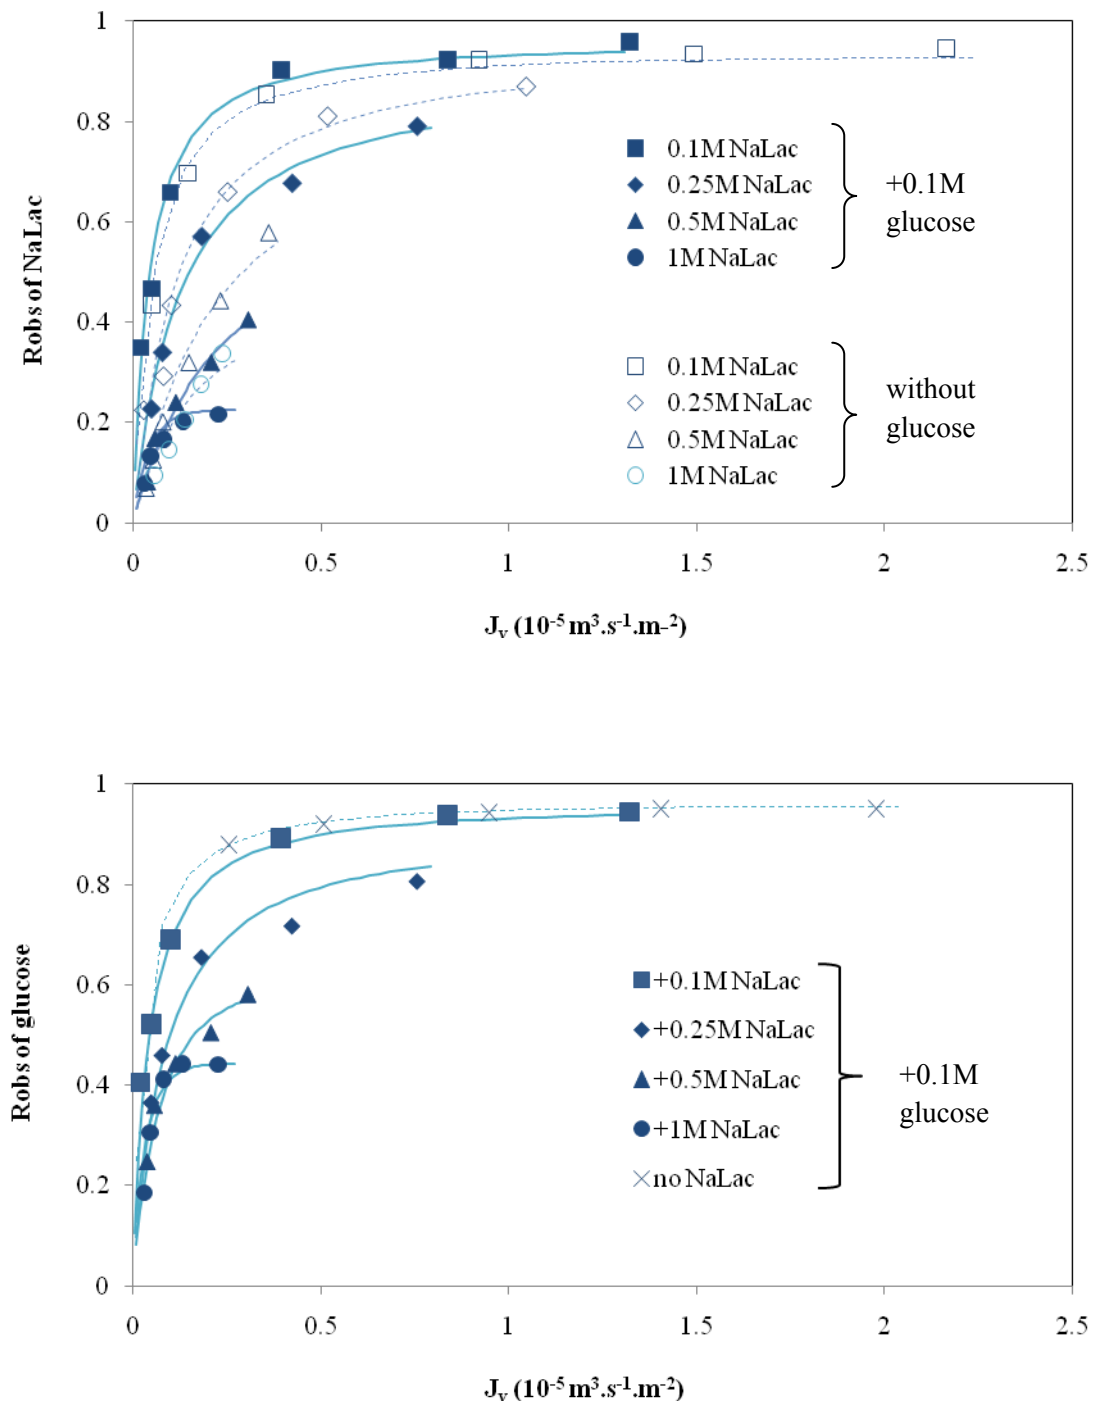 1
0.8
0.6
0.4
0.2
0
Robs of NaLac
0.1M NaLac
0.25M NaLac
0.5M NaLac
1M NaLac
+0.1M
glucose
0.1M NaLac
0.25M NaLac
0.5M NaLac
1M NaLac
without
glucose
0 0.5 1 1.5 2 2.5
Jv (10-5 m3.s-1.m-2)
1
0.8
0.6
0.4
0.2
0
Robs of glucose
+0.1M NaLac
+0.25M NaLac
+0.5M NaLac
+1M NaLac
no NaLac
+0.1M
glucose
0 0.5 1 1.5 2 2.5
Jv (10-5 m3.s-1.m-2)